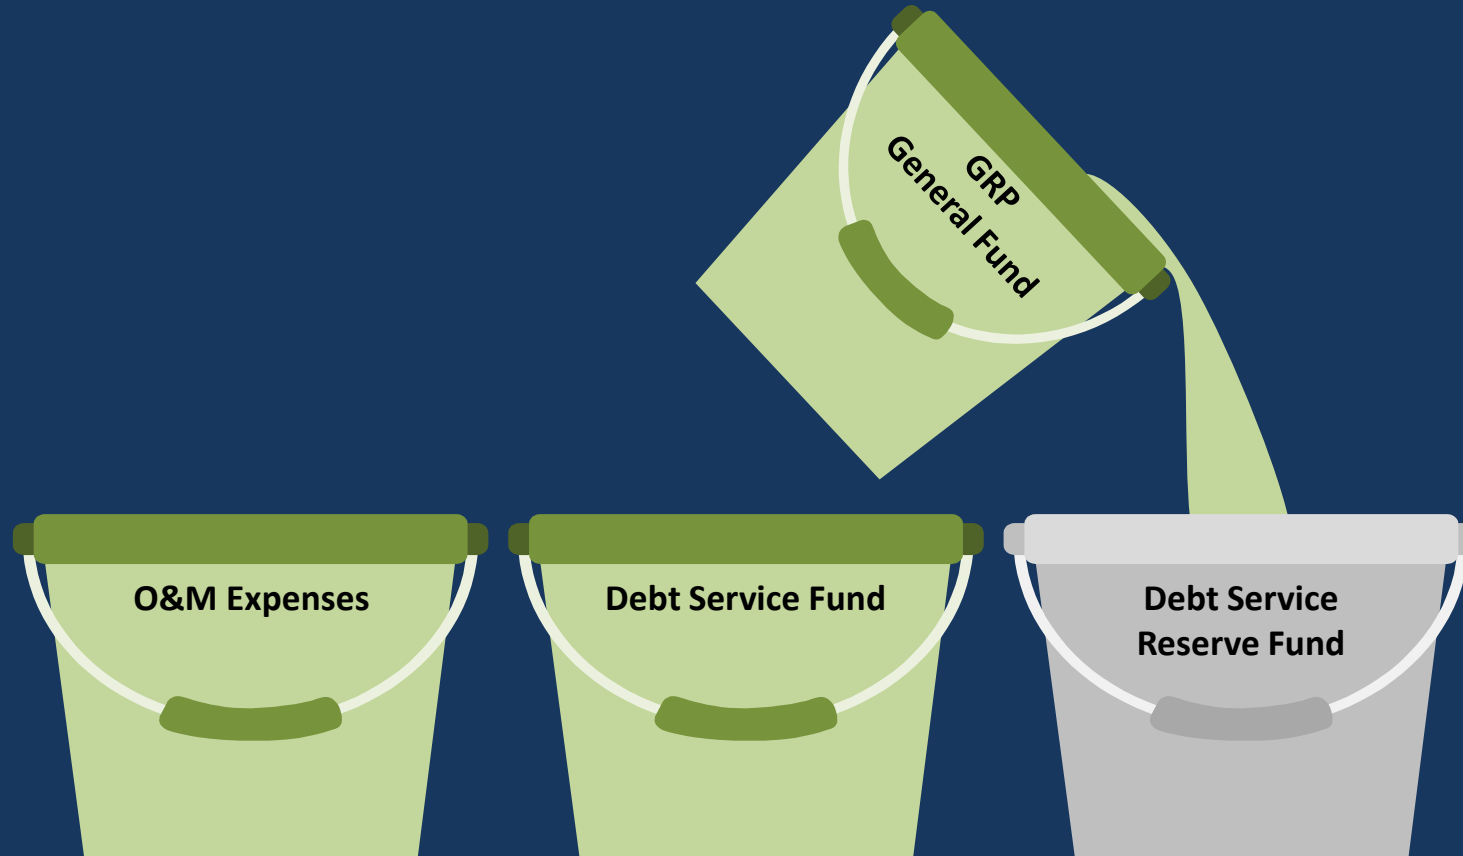 GRP
General Fund
O&M Expenses
Debt Service Fund
Debt Service
Reserve Fund